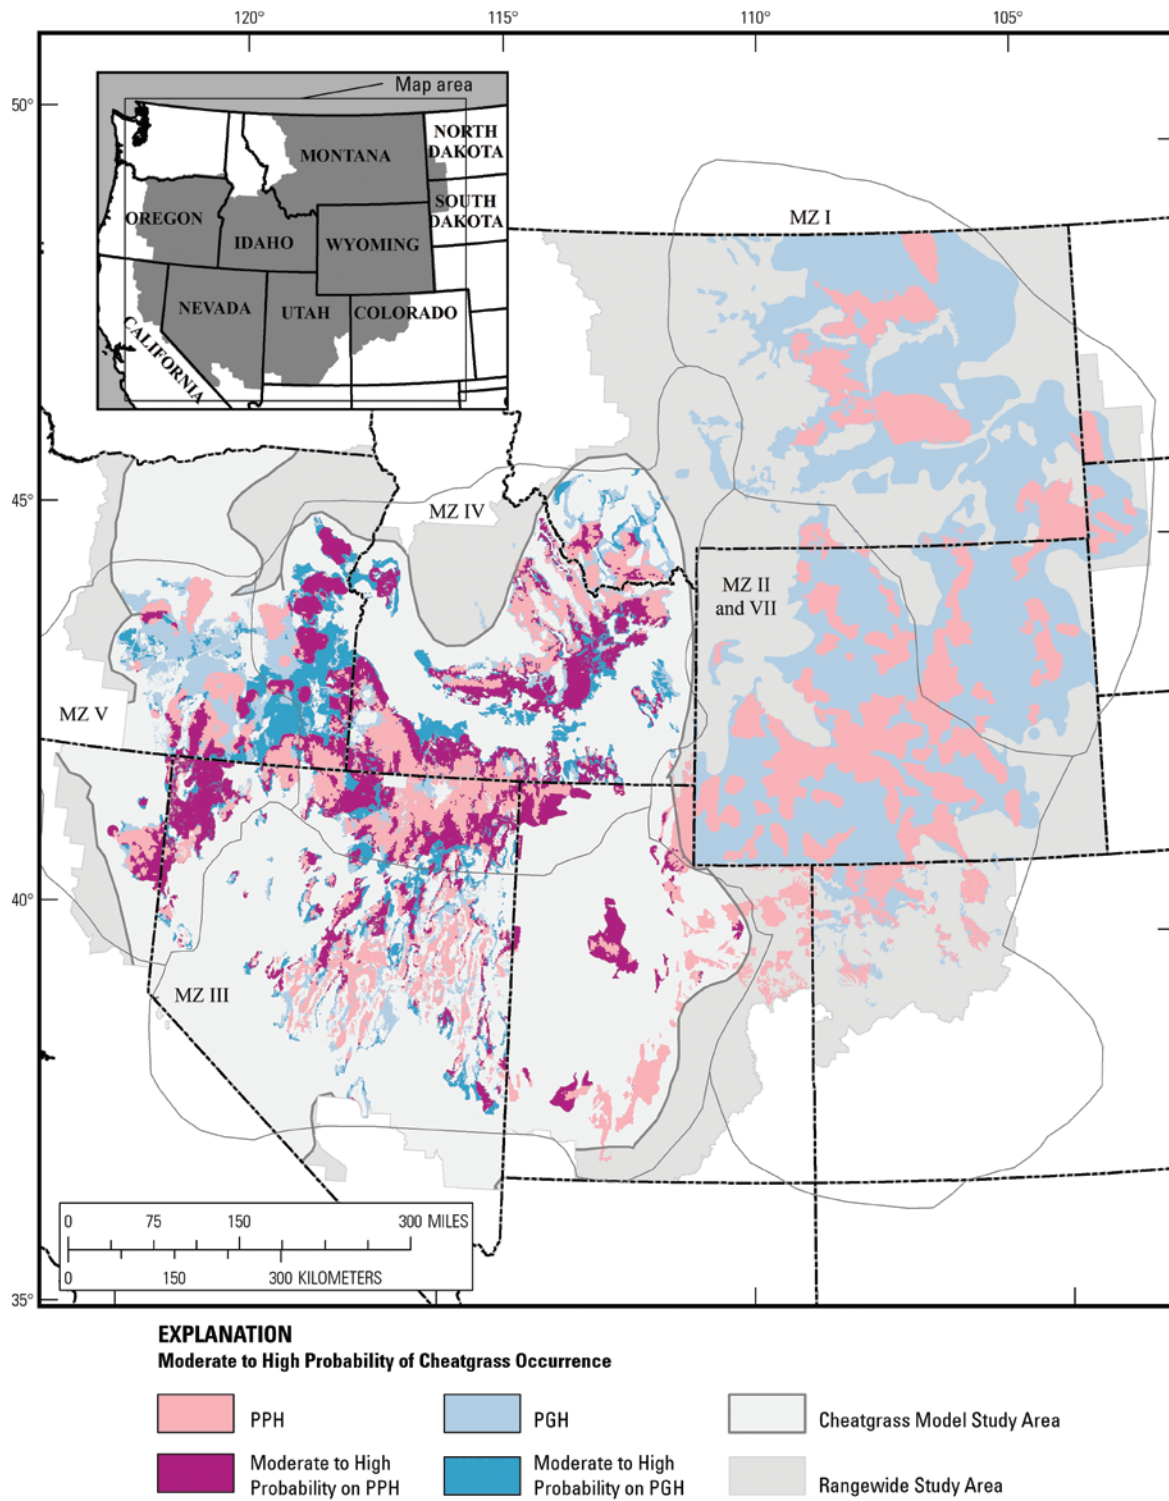 120° 115° 110° 105°
50°
Map area
NORTH
DAKOTA
MONTANA
SOUTH
DAKOTA
OREGON
IDAHO
WYOMING
NEVADA
UTAH
COLORADO
CALIFORNIA
MZ I
45°
MZ IV
MZ II
and VII
MZ V
40°
MZ III
0 75 150 300 MILES
0 150 300 KILOMETERS
35°
EXPLANATION
Moderate to High Probability of Cheatgrass Occurrence
PPH
PGH
Cheatgrass Model Study Area
Moderate to High
Probability on PPH
Moderate to High
Probability on PGH
Rangewide Study Area